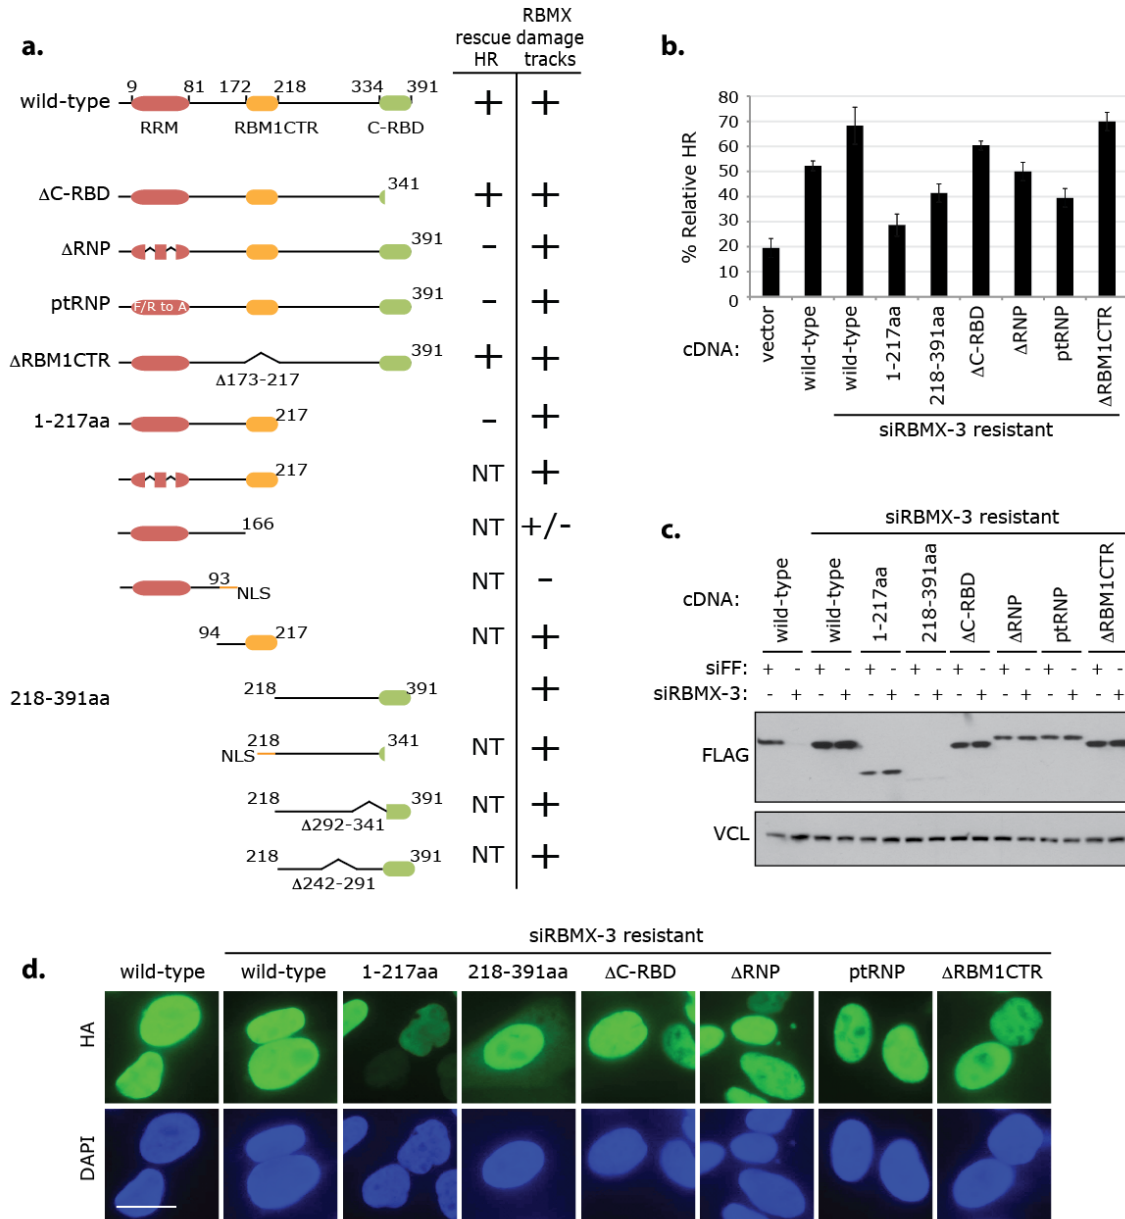 a.
RBMX
rescue damage
HR tracks
9 81 172 218 334 391
wild-type + +
RRM RBM1CTR C-RBD
ΔC-RBD 341 + +
ΔRNP 391 - +
ptRNP F/R to A 391 - +
ΔRBM1CTR 391 + +
Δ173-217
1-217aa 217 - +
217 NT +
166 NT +/-
93 NLS NT -
94 217 NT +
218-391aa 218 391 +
NLS 218 341 NT +
218 391 NT +
Δ292-341
218 391 NT +
Δ242-291
b.
% Relative HR
80
70
60
50
40
30
20
10
0
cDNA: vector wild-type wild-type 1-217aa 218-391aa ΔC-RBD ΔRNP ptRNP ΔRBM1CTR
siRBMX-3 resistant
c.
siRBMX-3 resistant
cDNA: wild-type wild-type 1-217aa 218-391aa ΔC-RBD ΔRNP ptRNP ΔRBM1CTR
siFF: + - + - + - + - + - + - + - + -
siRBMX-3: - + - + - + - + - + - + - + - +
FLAG
VCL
d.
siRBMX-3 resistant
wild-type wild-type 1-217aa 218-391aa ΔC-RBD ΔRNP ptRNP ΔRBM1CTR
HA
DAPI